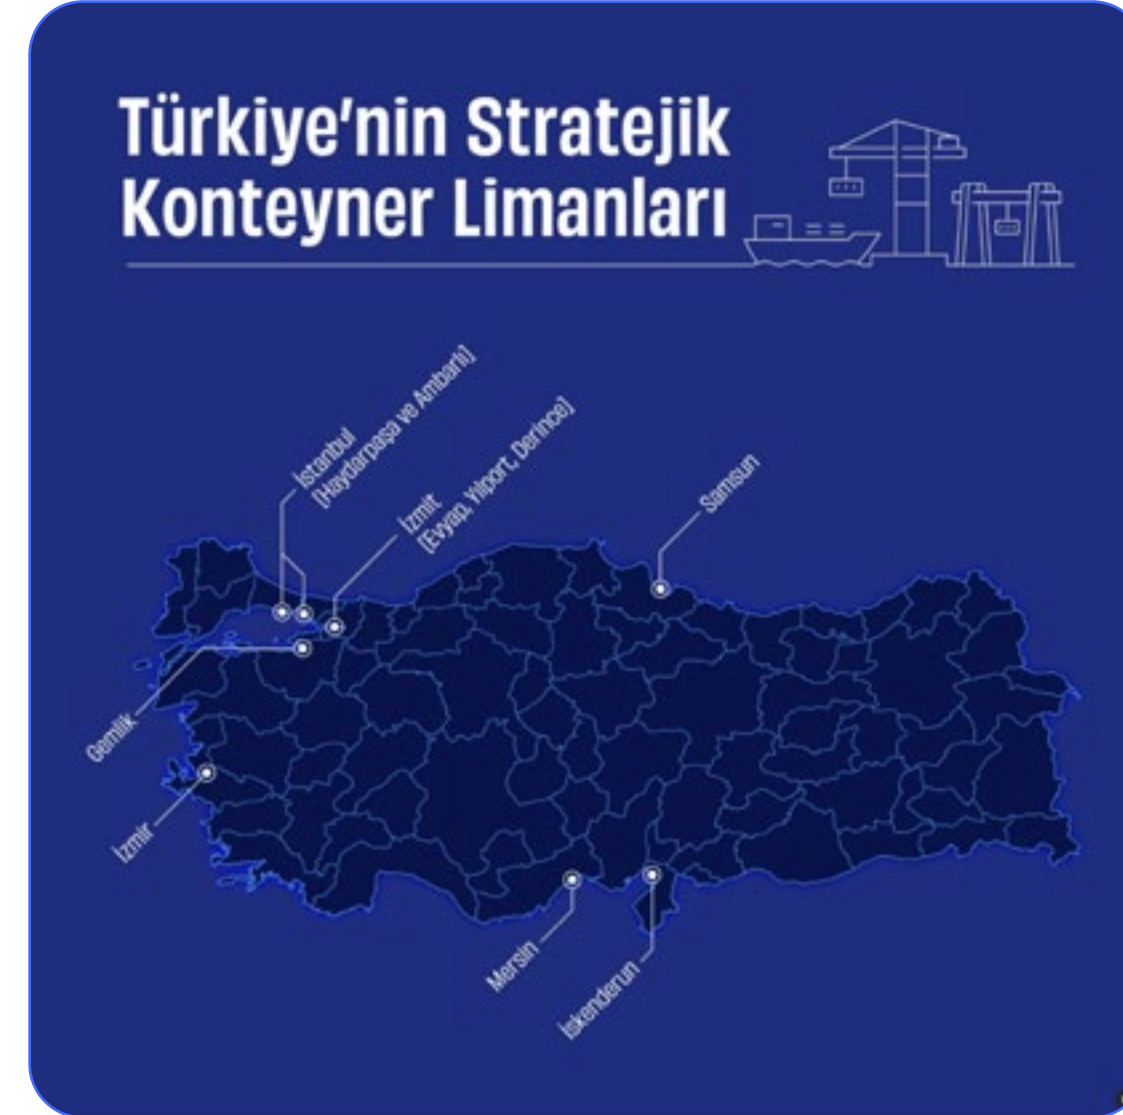 Türkiye'nin Stratejik
Konteyner Limanları
İstanbul
[Haydarpaşa ve Ambarlı]
İzmit
[Evyap, Yılport, Derince]
Samsun
Gemlik
İzmir
Mersin
İskenderun